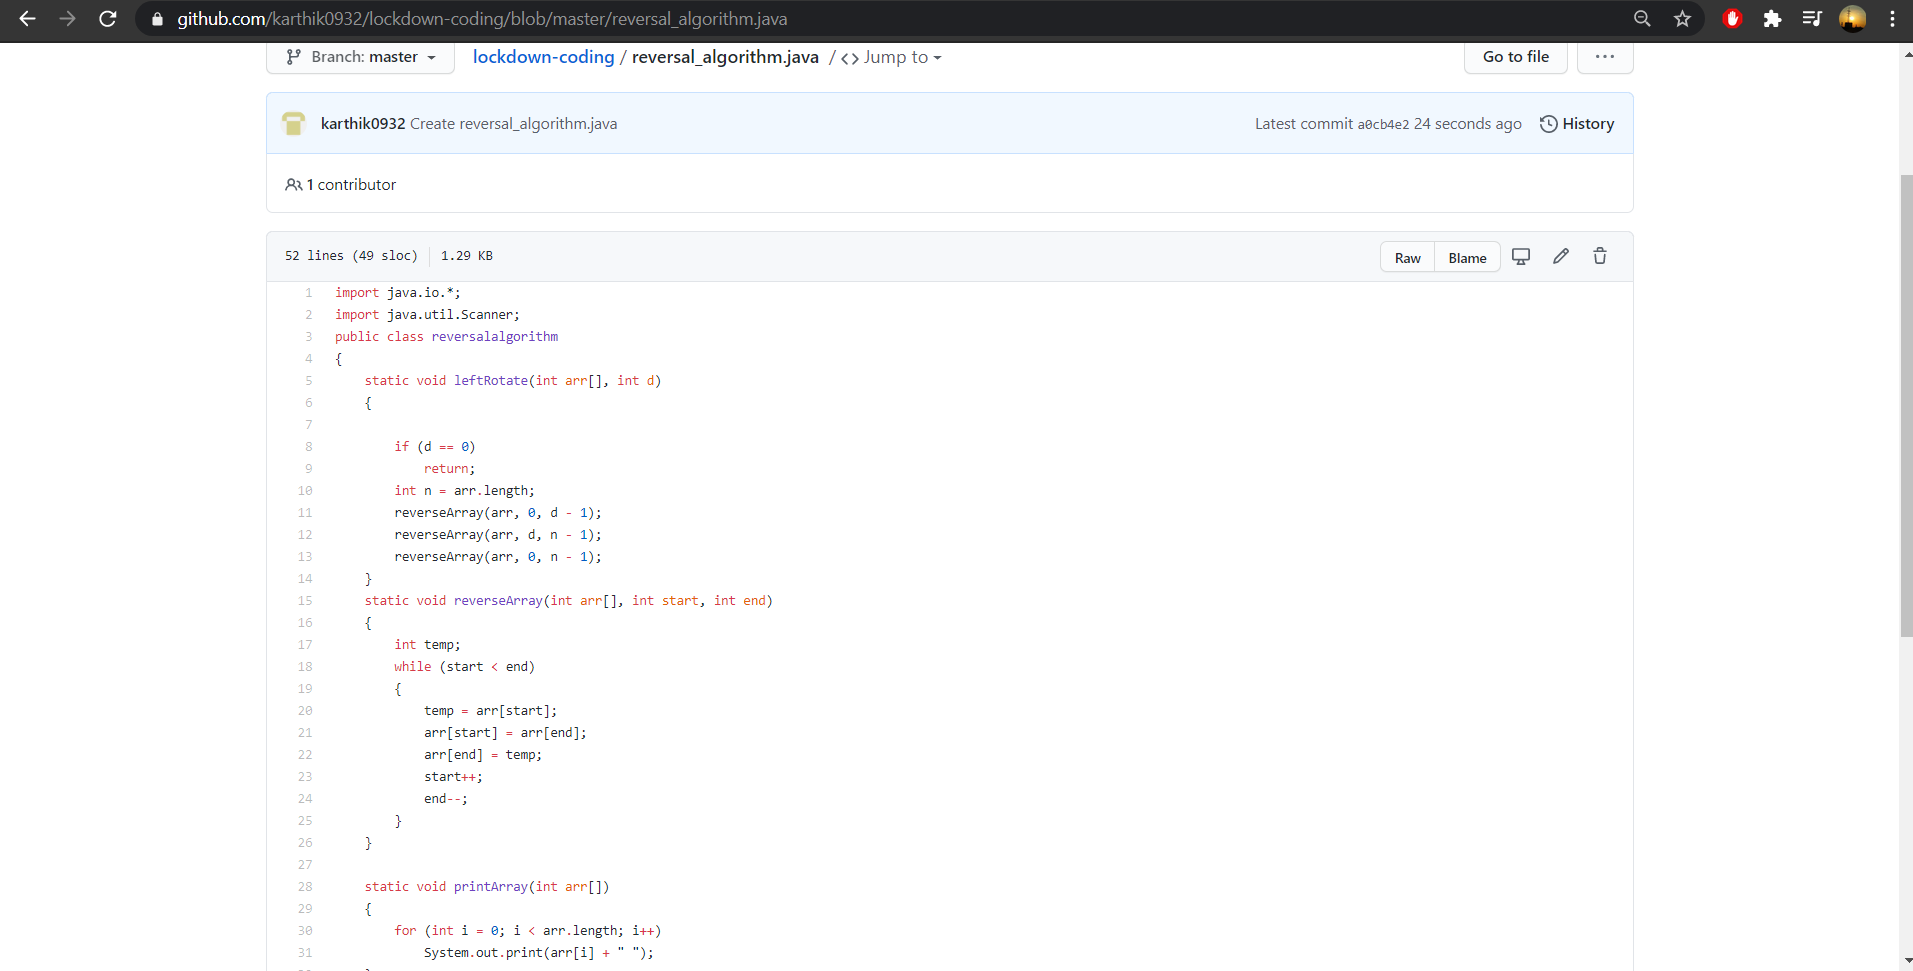 github.com/karthik0932/lockdown-coding/blob/master/reversal_algorithm.java
Branch: master lockdown-coding / reversal_algorithm.java / <> Jump to Go to file ...
karthik0932 Create reversal_algorithm.java Latest commit a0cb4e2 24 seconds ago History
1 contributor
52 lines (49 sloc) 1.29 KB Raw Blame
1 import java.io.*;
2 import java.util.Scanner;
3 public class reversalalgorithm
4 {
5     static void leftRotate(int arr[], int d)
6     {
7
8         if (d == 0)
9             return;
10         int n = arr.length;
11         reverseArray(arr, 0, d - 1);
12         reverseArray(arr, d, n - 1);
13         reverseArray(arr, 0, n - 1);
14     }
15     static void reverseArray(int arr[], int start, int end)
16     {
17         int temp;
18         while (start < end)
19         {
20             temp = arr[start];
21             arr[start] = arr[end];
22             arr[end] = temp;
23             start++;
24             end--;
25         }
26     }
27
28     static void printArray(int arr[])
29     {
30         for (int i = 0; i < arr.length; i++)
31             System.out.print(arr[i] + " ");